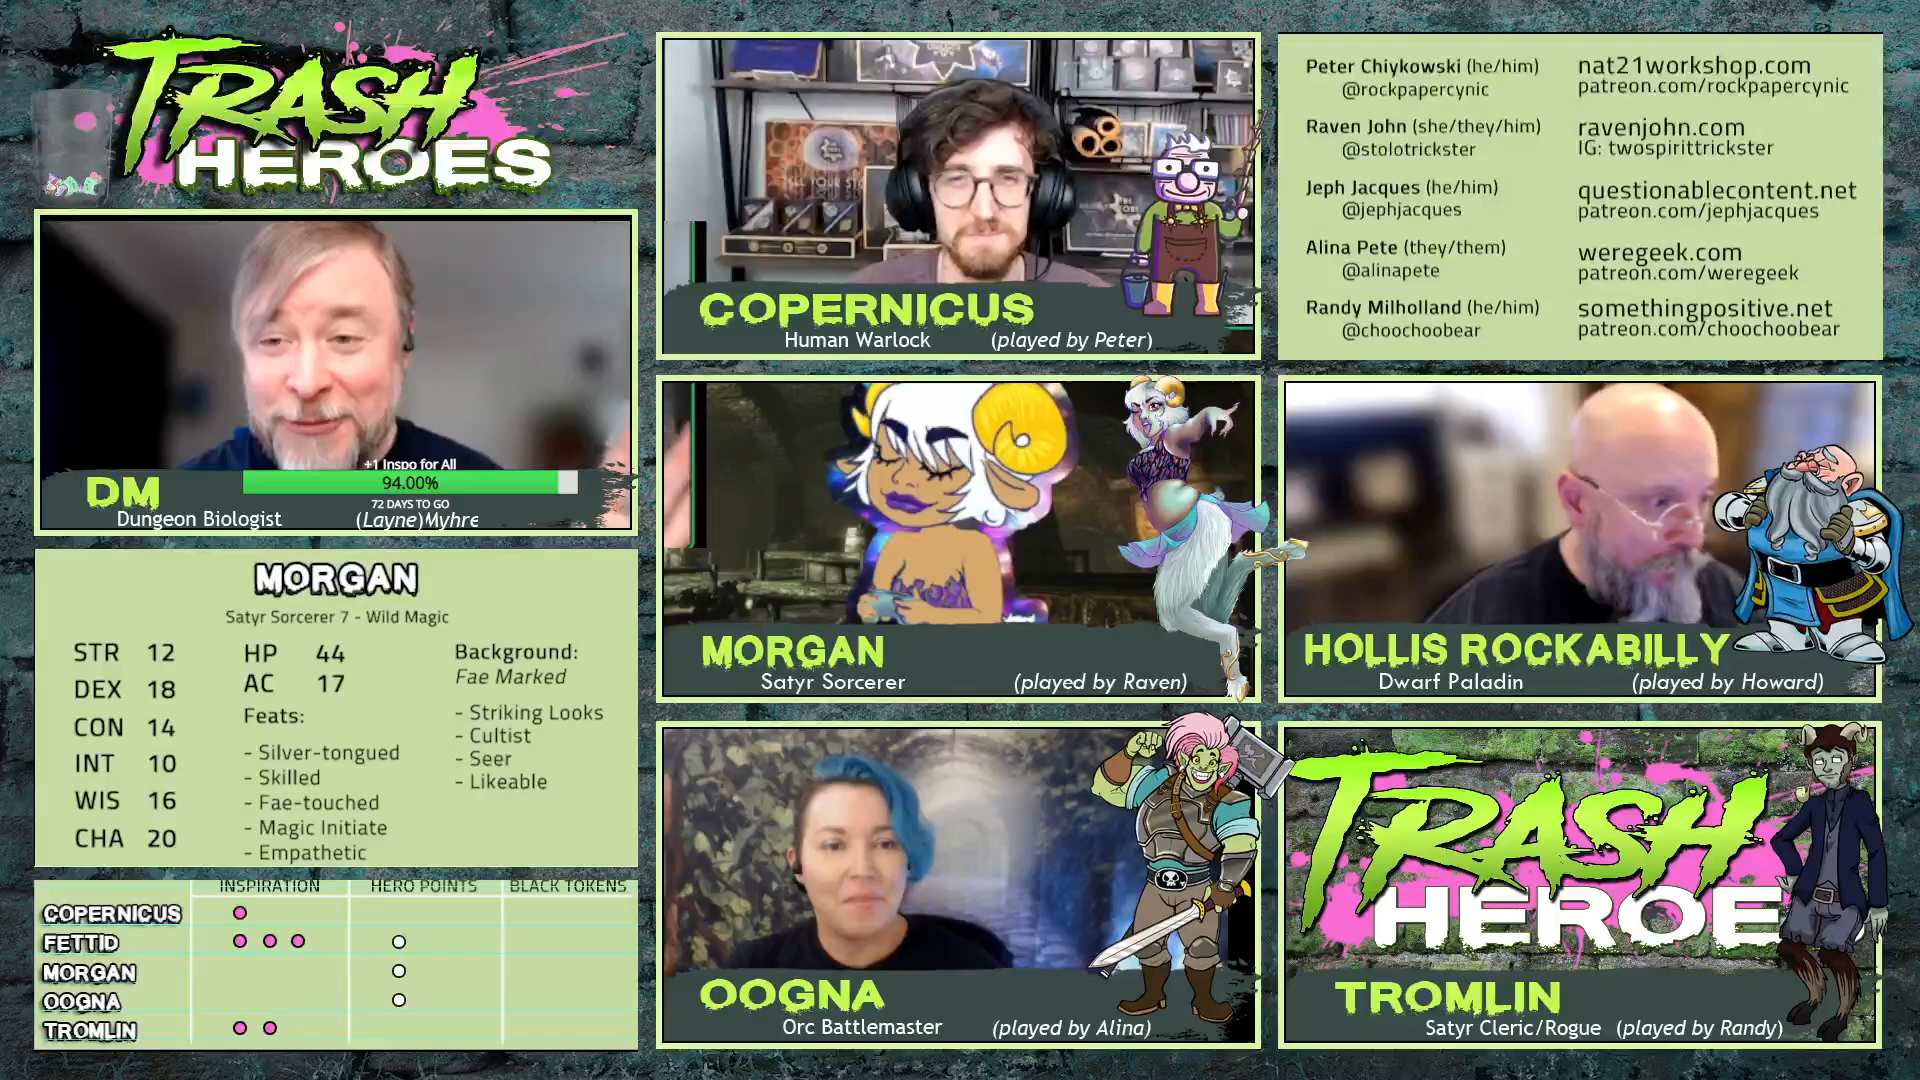 TRASH
HEROES
+1 Inspo for All
94.00%
72 DAYS TO GO
DM
Dungeon Biologist (Layne)Myhre
MORGAN
Satyr Sorcerer 7 - Wild Magic
STR 12
DEX 18
CON 14
INT 10
WIS 16
CHA 20
HP 44
AC 17
Feats:
- Silver-tongued
- Skilled
- Fae-touched
- Magic Initiate
- Empathetic
Background:
Fae Marked
- Striking Looks
- Cultist
- Seer
- Likeable
INSPIRATION HERO POINTS BLACK TOKENS
COPERNICUS
FETTID
MORGAN
OOGNA
TROMLIN
COPERNICUS
Human Warlock (played by Peter)
MORGAN
Satyr Sorcerer (played by Raven)
OOGNA
Orc Battlemaster (played by Alina)
Peter Chiykowski (he/him) nat21workshop.com
@rockpapercynic patreon.com/rockpapercynic
Raven John (she/they/him) ravenjohn.com
@stolotrickster IG: twospirittrickster
Jeph Jacques (he/him) questionablecontent.net
@jephjacques patreon.com/jephjacques
Alina Pete (they/them) weregeek.com
@alinapete patreon.com/weregeek
Randy Milholland (he/him) somethingpositive.net
@choochoobear patreon.com/choochoobear
HOLLIS ROCKABILLY
Dwarf Paladin (played by Howard)
TRASH
HEROE
TROMLIN
Satyr Cleric/Rogue (played by Randy)